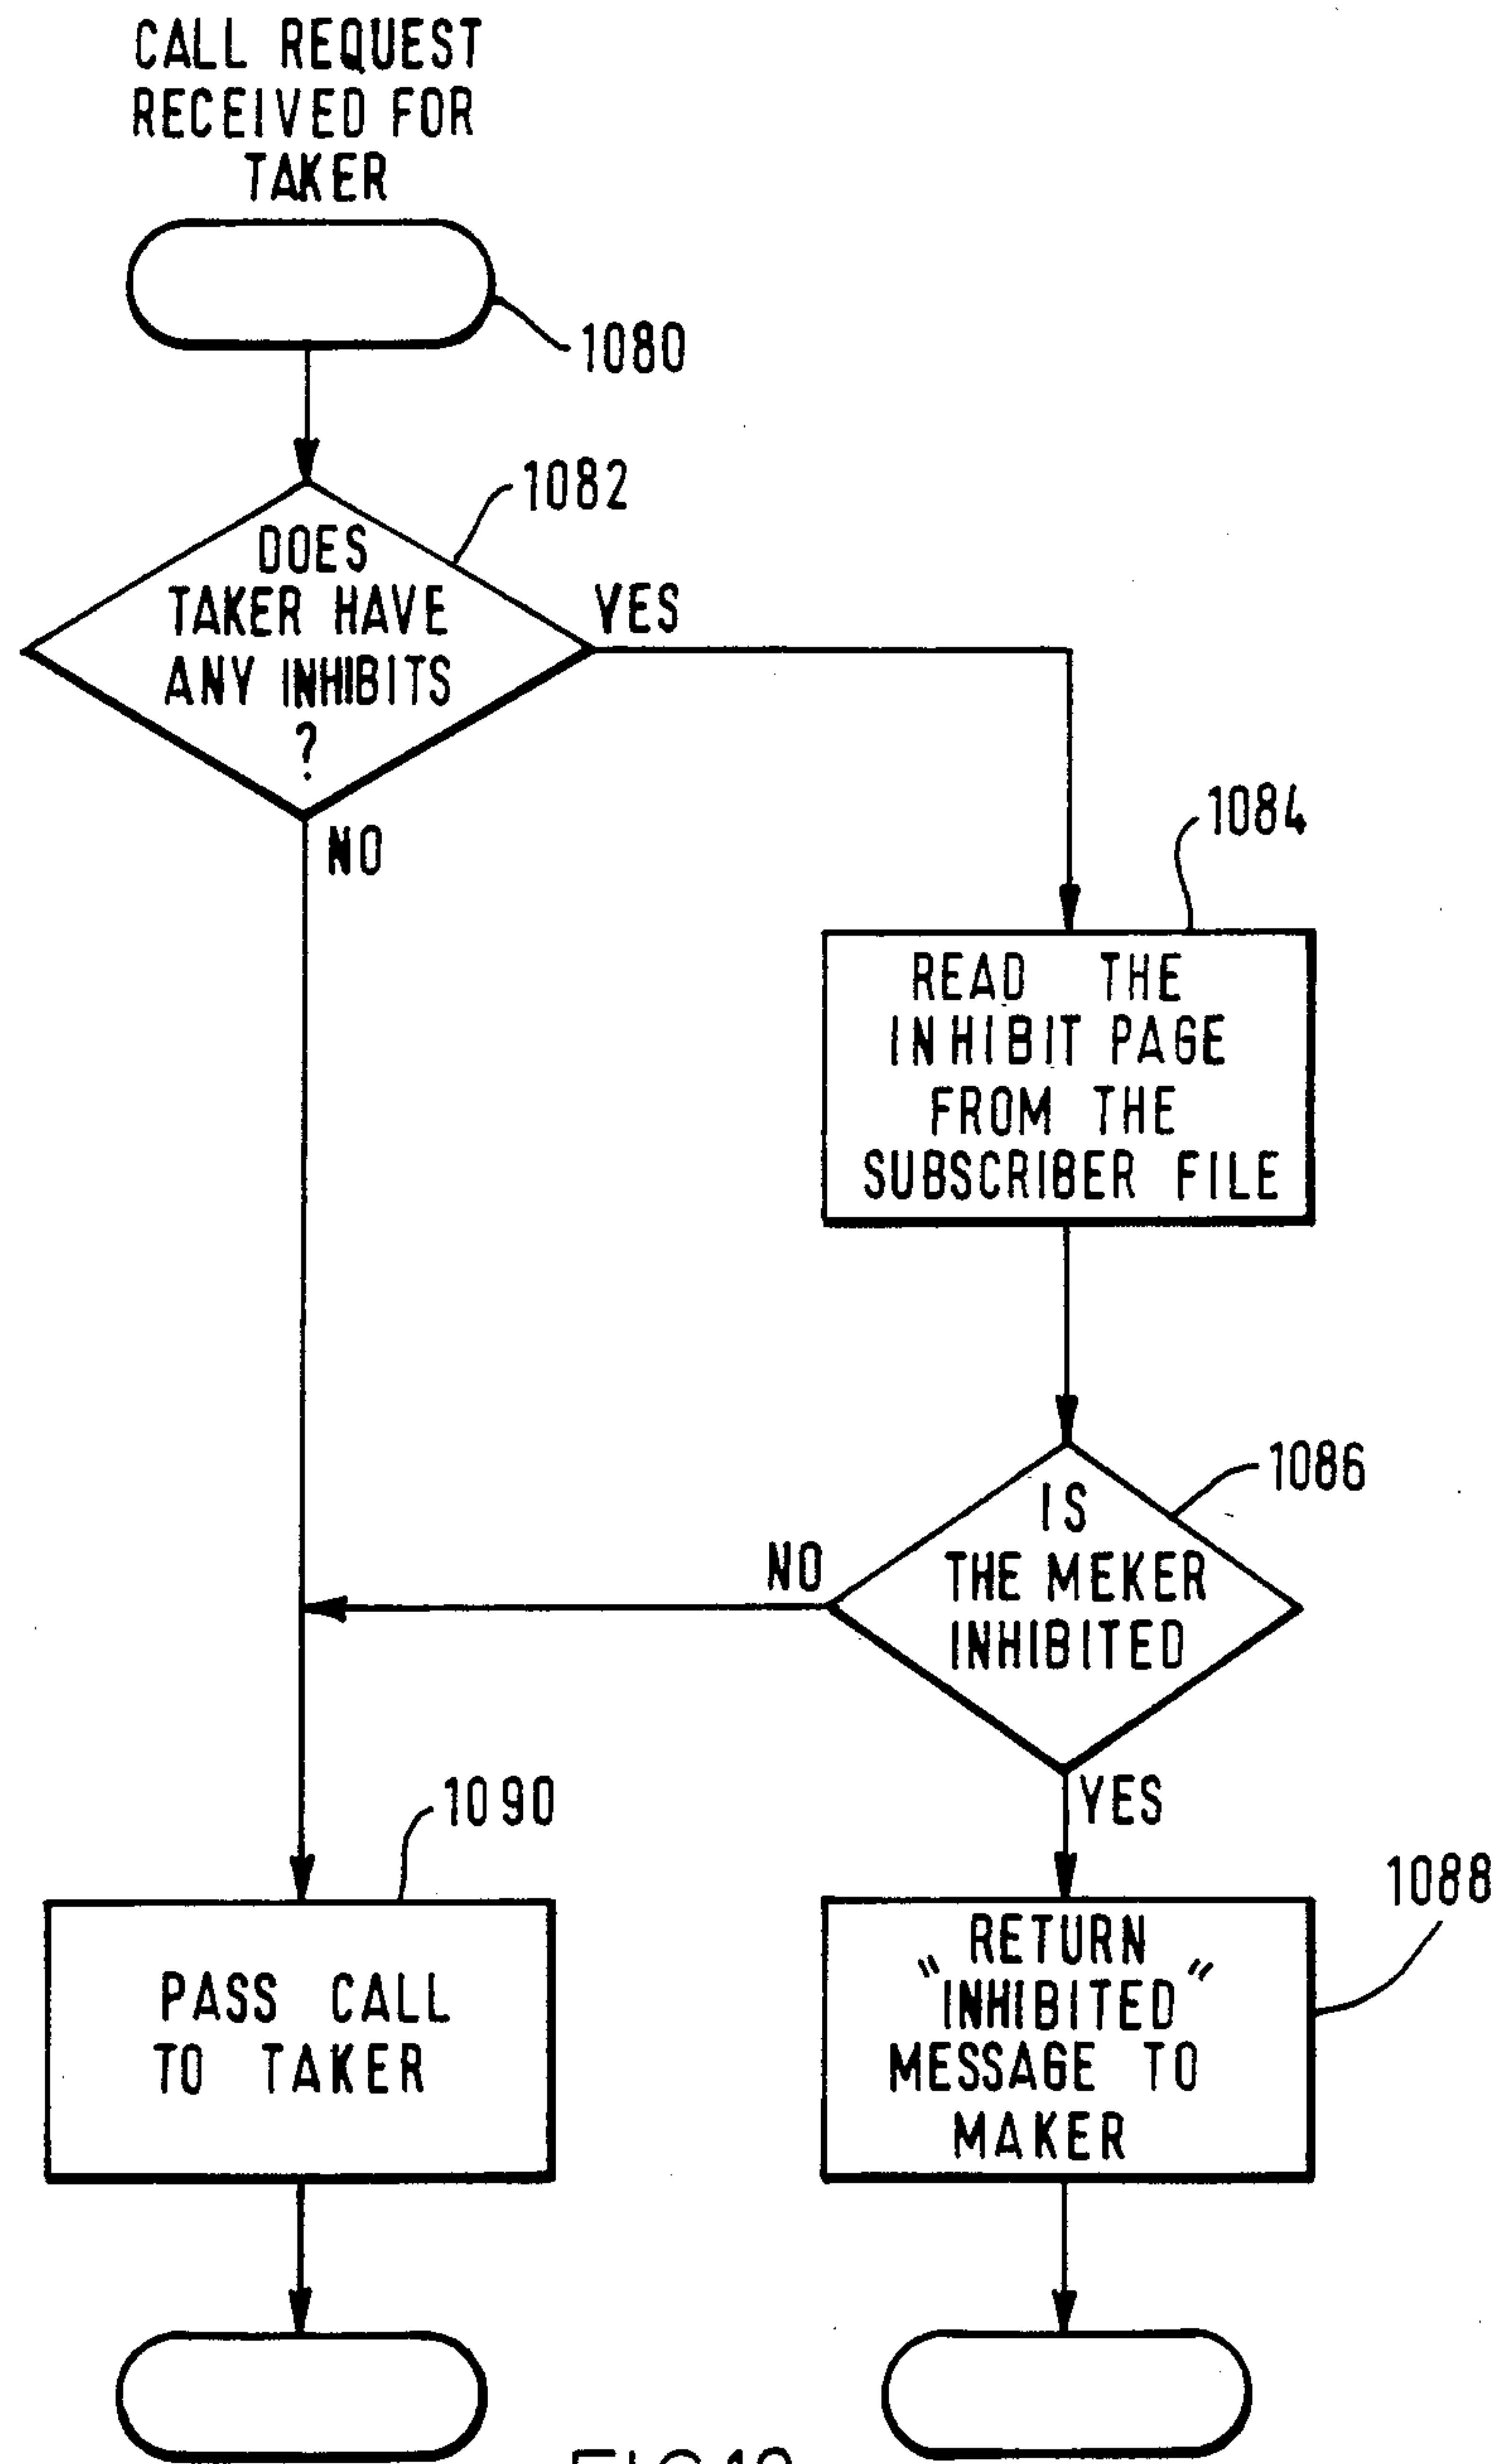 CALL REQUEST
RECEIVED FOR
TAKER
1080
1082
DOES
TAKER HAVE
ANY INHIBITS
?
YES
NO
1084
READ THE
INHIBIT PAGE
FROM THE
SUBSCRIBER FILE
1086
IS
THE MEKER
INHIBITED
NO
YES
1090
PASS CALL
TO TAKER
1088
RETURN
"INHIBITED"
MESSAGE TO
MAKER